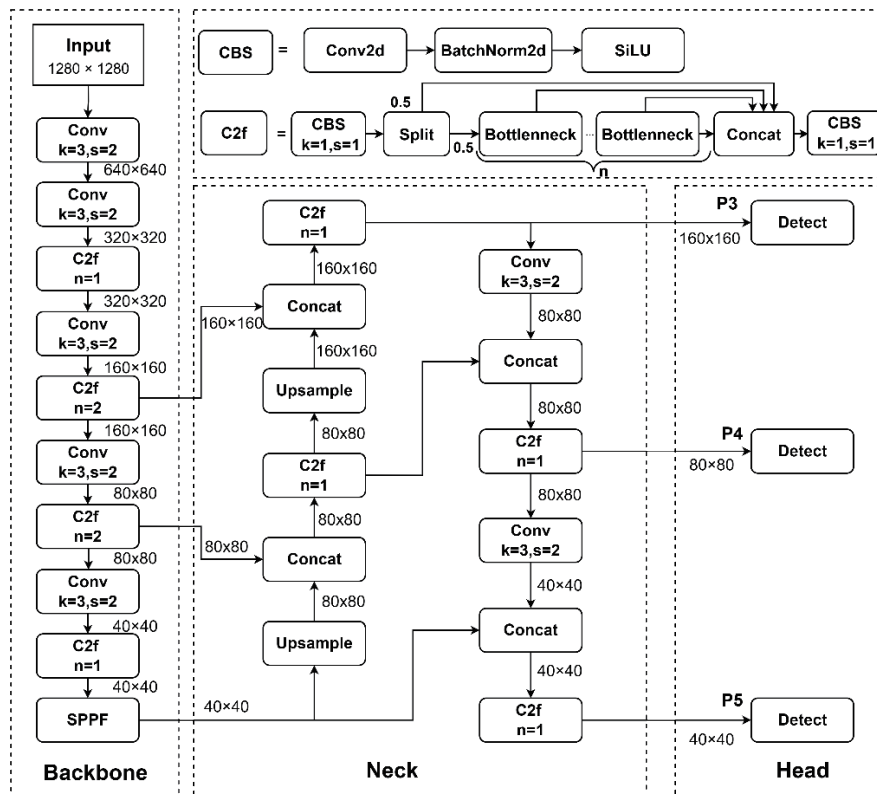 Input
1280 × 1280
Conv
k=3,s=2
640×640
Conv
k=3,s=2
320×320
C2f
n=1
320×320
Conv
k=3,s=2
160×160
C2f
n=2
160×160
Conv
k=3,s=2
80x80
C2f
n=2
80x80
Conv
k=3,s=2
40×40
C2f
n=1
40×40
SPPF
Backbone
CBS = Conv2d BatchNorm2d SiLU
C2f = CBS
k=1,s=1
0.5
Split
0.5
Bottlenneck ... Bottlenneck
n
Concat
CBS
k=1,s=1
C2f
n=1
160x160
Concat
160×160
160x160
Upsample
80x80
C2f
n=1
80x80
Concat
80x80
80x80
Upsample
40×40
Conv
k=3,s=2
80x80
Concat
80x80
C2f
n=1
80x80
Conv
k=3,s=2
40×40
Concat
40×40
C2f
n=1
Neck
P3
160x160
Detect
P4
80×80
Detect
P5
40×40
Detect
Head